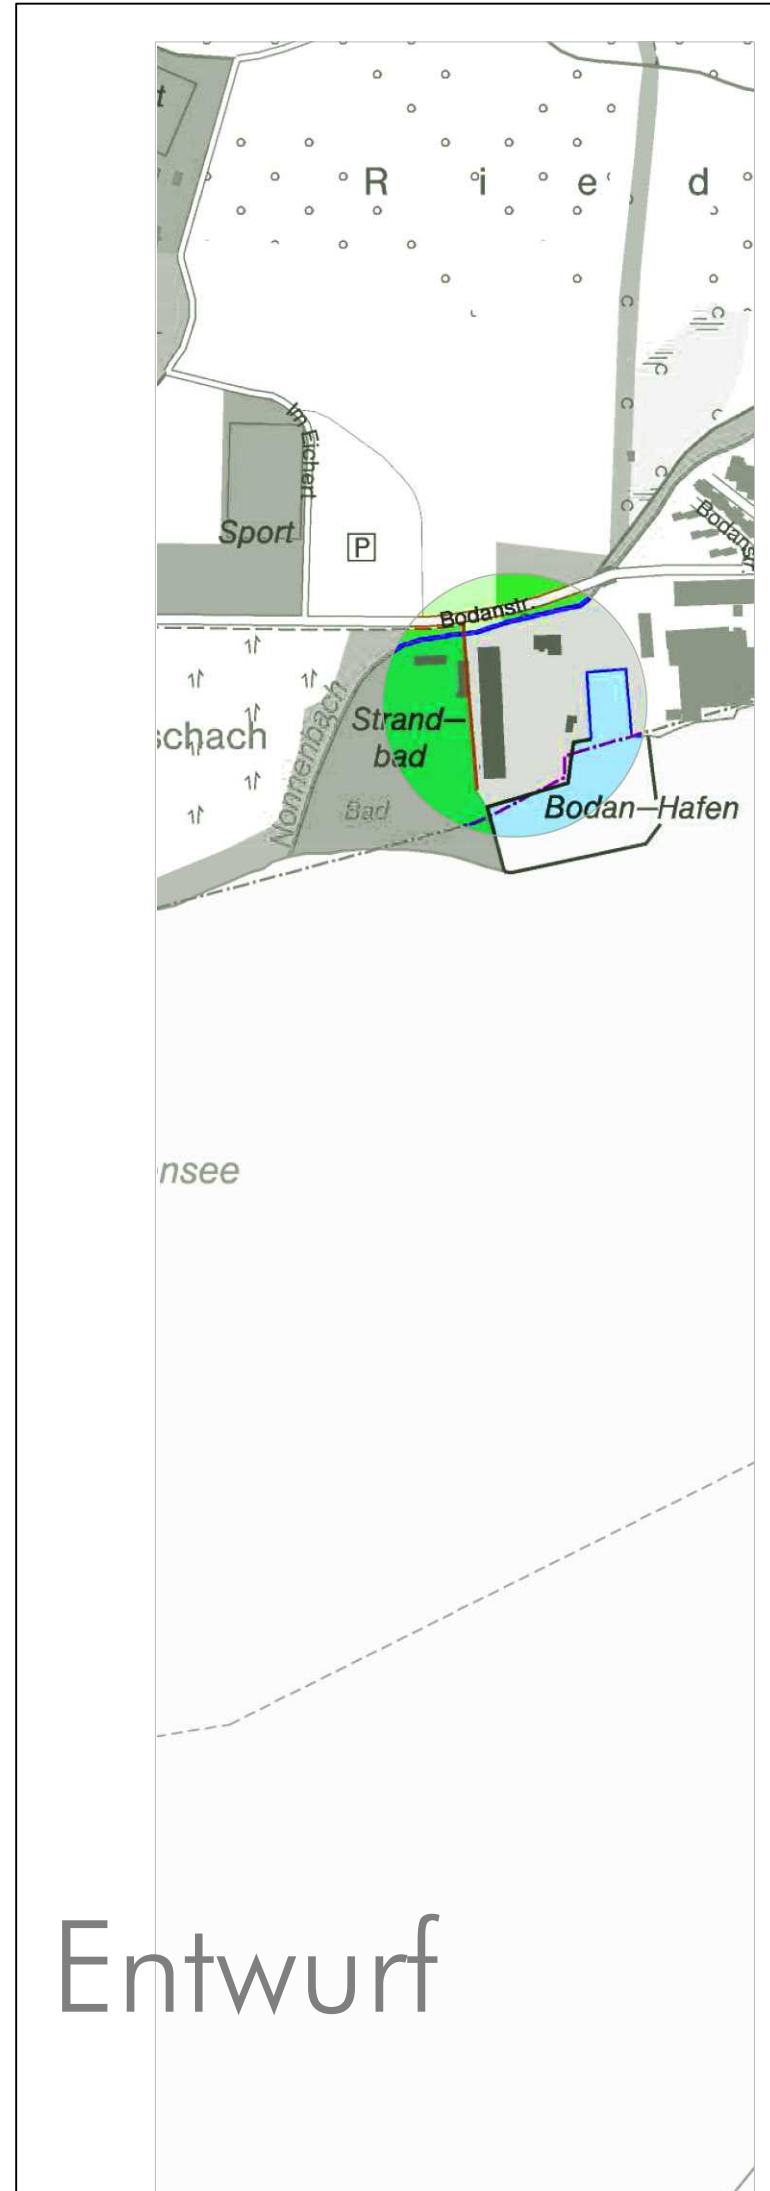 t
R i e d
Im Eichert
Sport
P
Bodanstr.
Bodanstr.
schach
Nonnenbach
Strand–
bad
Bad
Bodan–Hafen
nsee
Entwurf